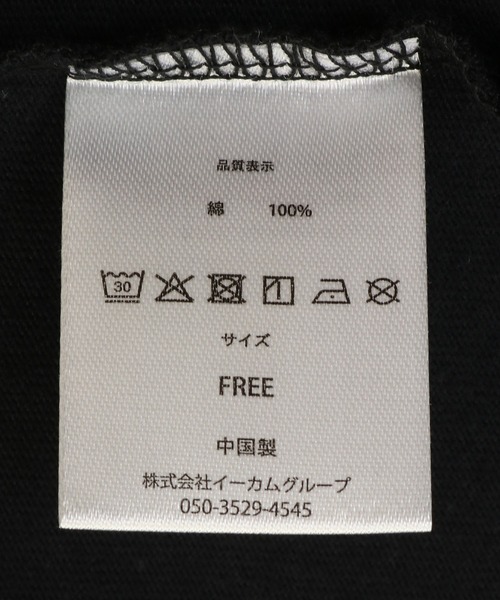 品質表示
綿 100%
30
サイズ
FREE
中国製
株式会社イーカムグループ
050-3529-4545